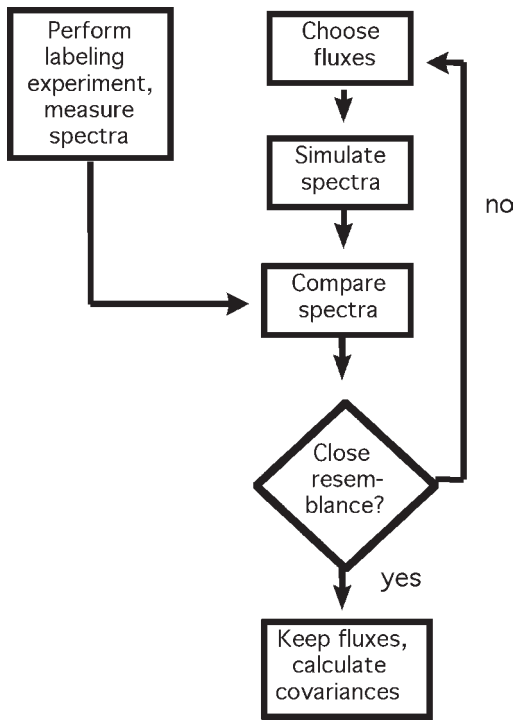 Perform
labeling
experiment,
measure
spectra
Choose
fluxes
Simulate
spectra
no
Compare
spectra
Close
resem-
blance?
yes
Keep fluxes,
calculate
covariances